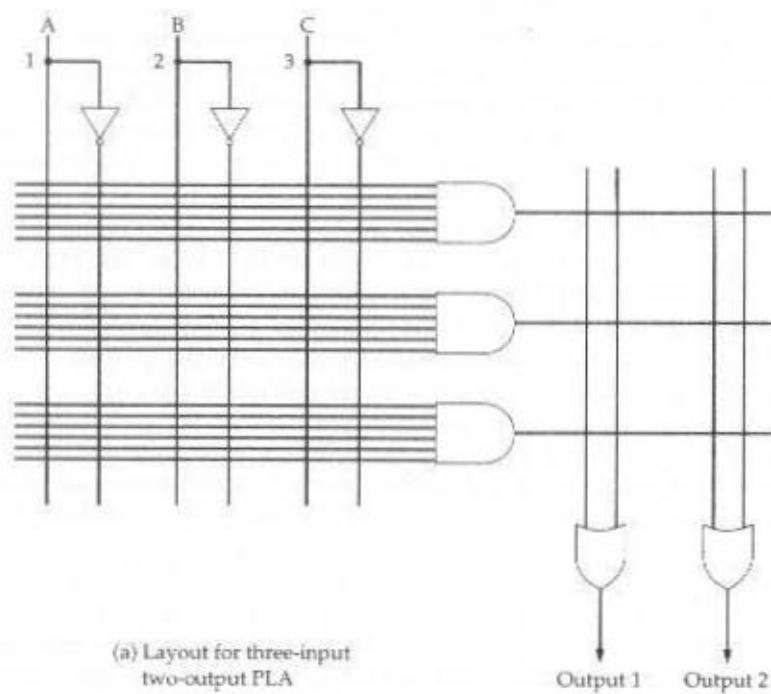 A B C
1 2 3
(a) Layout for three-input
two-output PLA
Output 1 Output 2